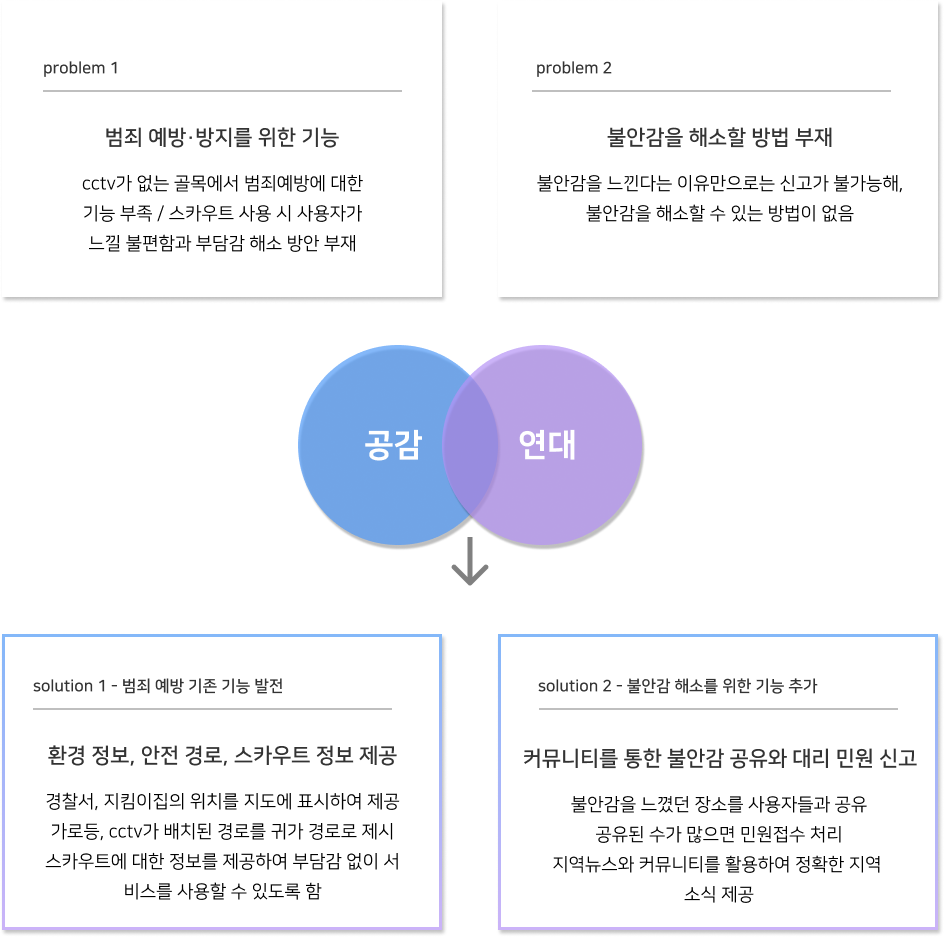 problem 1
범죄 예방·방지를 위한 기능
cctv가 없는 골목에서 범죄예방에 대한
기능 부족 / 스카우트 사용 시 사용자가
느낄 불편함과 부담감 해소 방안 부재
problem 2
불안감을 해소할 방법 부재
불안감을 느낀다는 이유만으로는 신고가 불가능해,
불안감을 해소할 수 있는 방법이 없음
공감
연대
solution 1 - 범죄 예방 기존 기능 발전
환경 정보, 안전 경로, 스카우트 정보 제공
경찰서, 지킴이집의 위치를 지도에 표시하여 제공
가로등, cctv가 배치된 경로를 귀가 경로로 제시
스카우트에 대한 정보를 제공하여 부담감 없이 서
비스를 사용할 수 있도록 함
solution 2 - 불안감 해소를 위한 기능 추가
커뮤니티를 통한 불안감 공유와 대리 민원 신고
불안감을 느꼈던 장소를 사용자들과 공유
공유된 수가 많으면 민원접수 처리
지역뉴스와 커뮤니티를 활용하여 정확한 지역
소식 제공